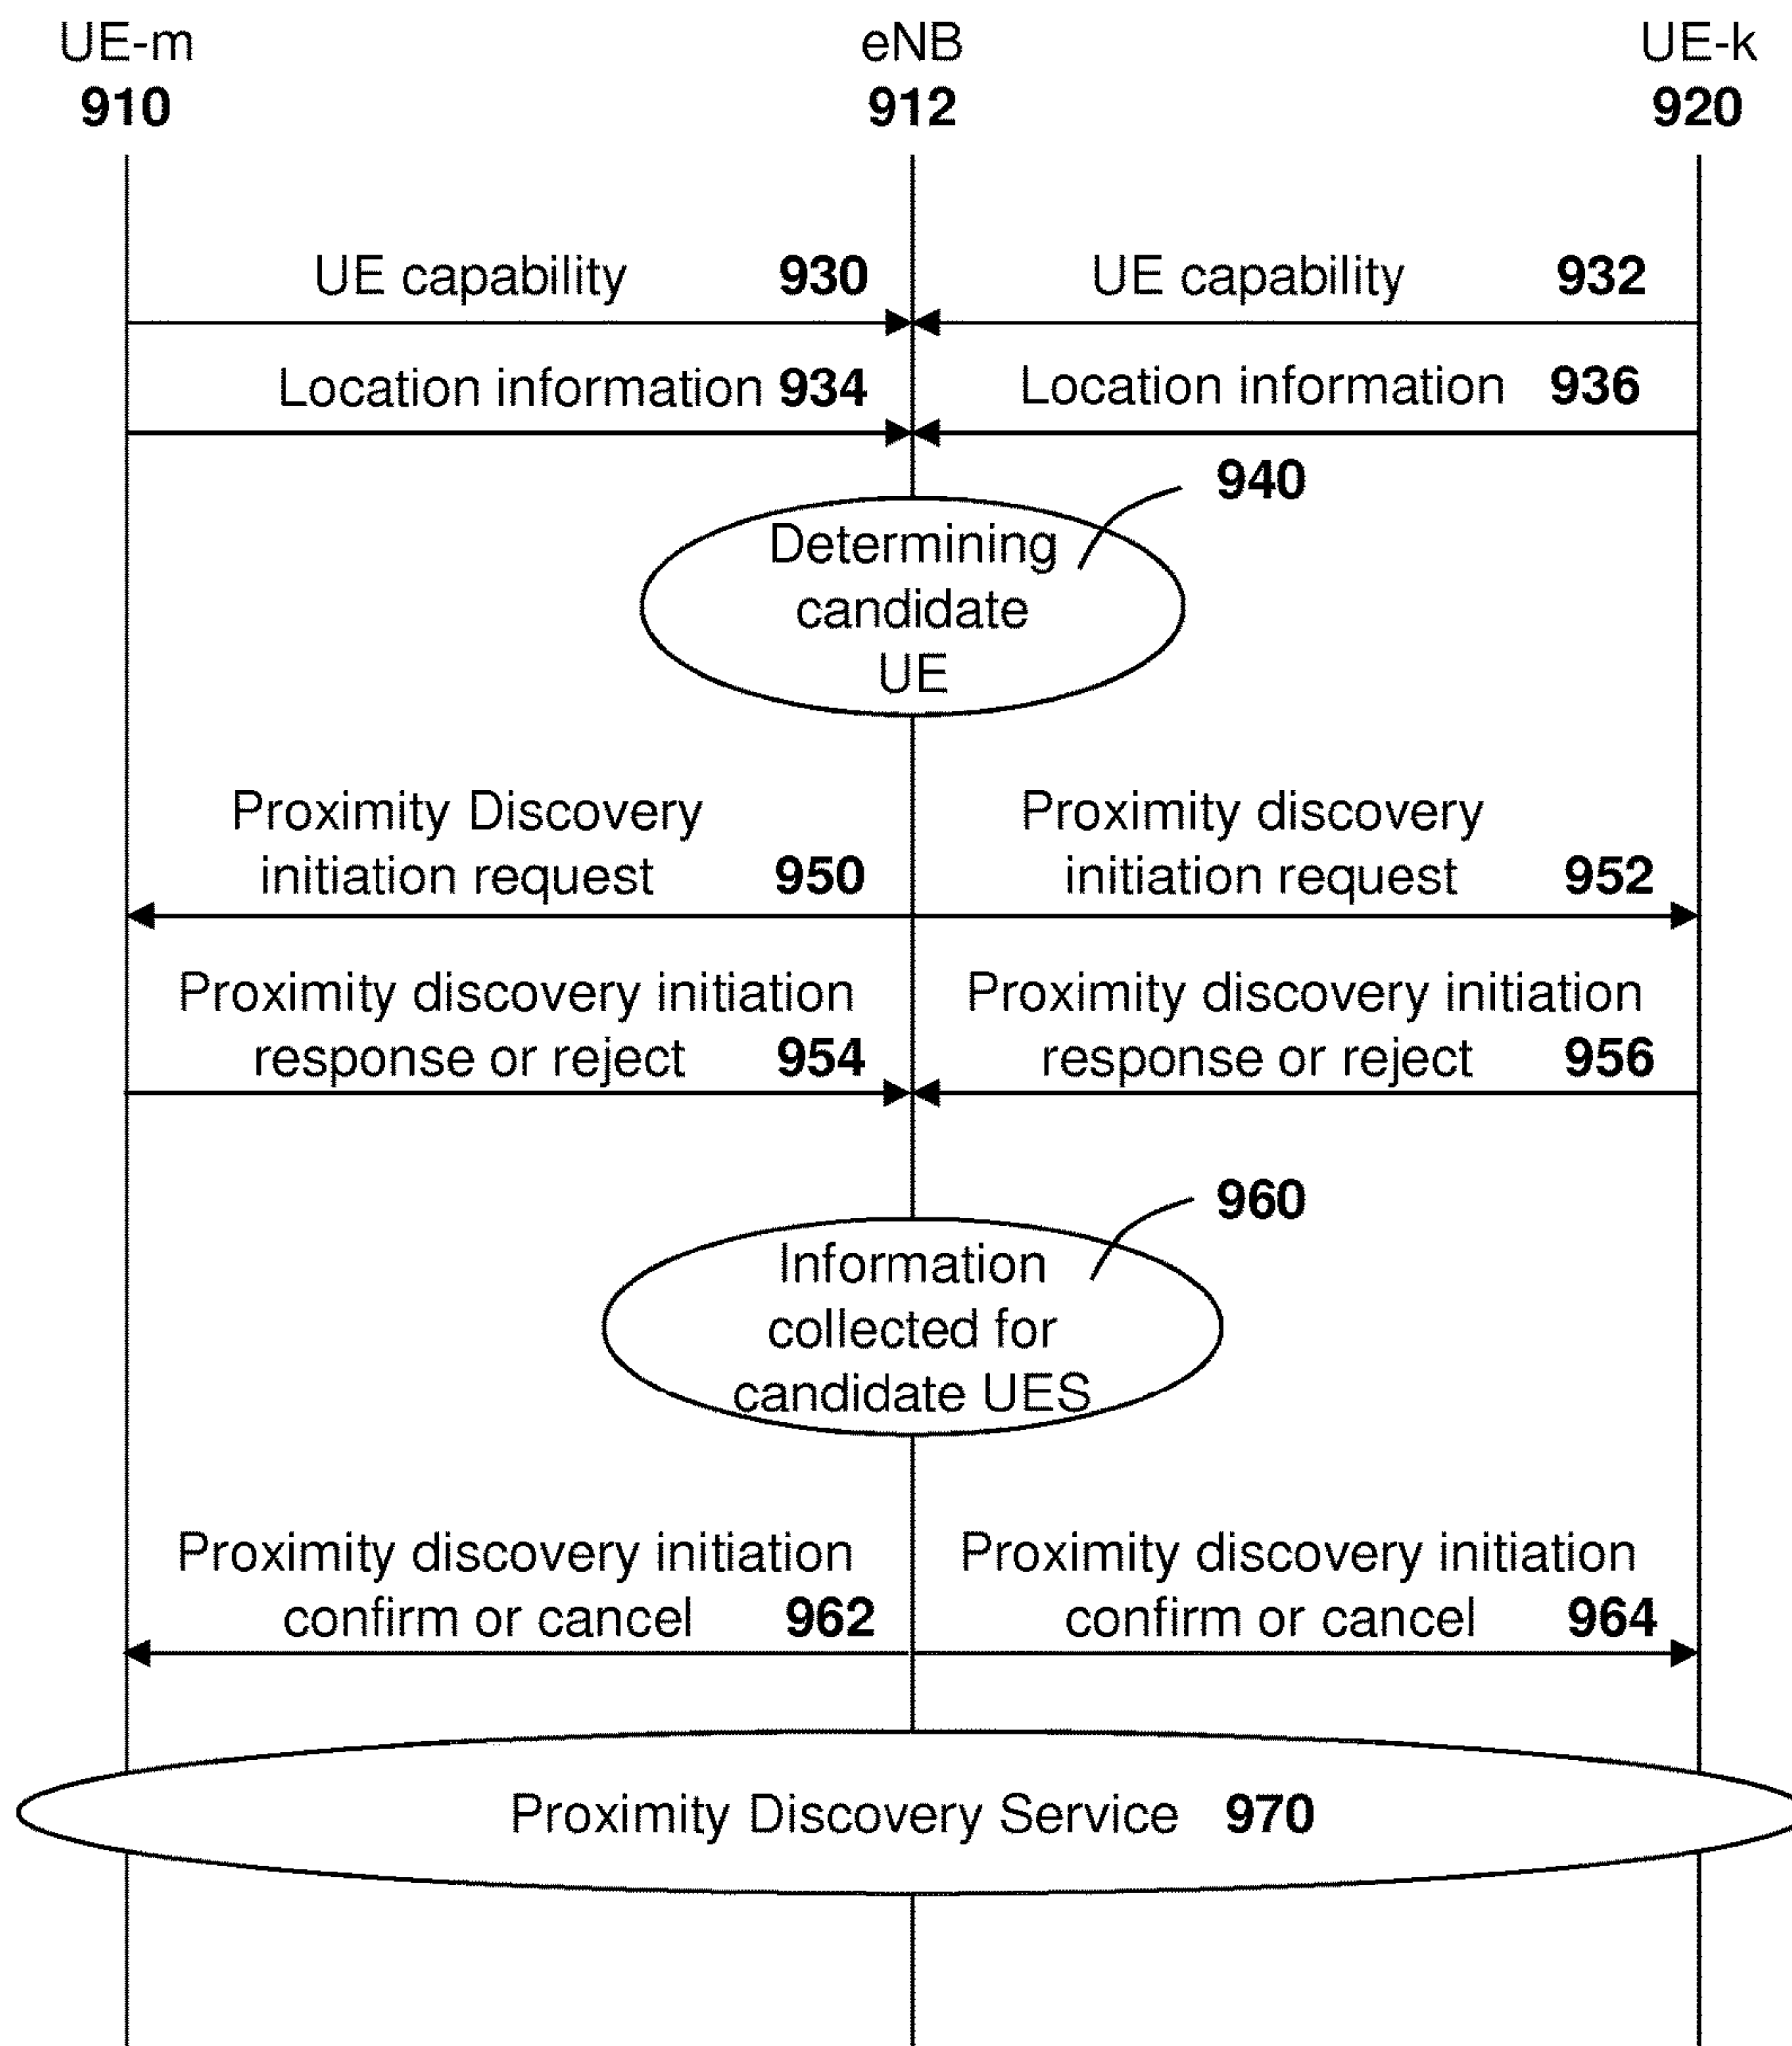 UE-m eNB UE-k
910 912 920
UE capability 930 UE capability 932
Location information 934 Location information 936
940
Determining
candidate
UE
Proximity Discovery Proximity discovery
initiation request 950 initiation request 952
Proximity discovery initiation Proximity discovery initiation
response or reject 954 response or reject 956
960
Information
collected for
candidate UES
Proximity discovery initiation Proximity discovery initiation
confirm or cancel 962 confirm or cancel 964
Proximity Discovery Service 970